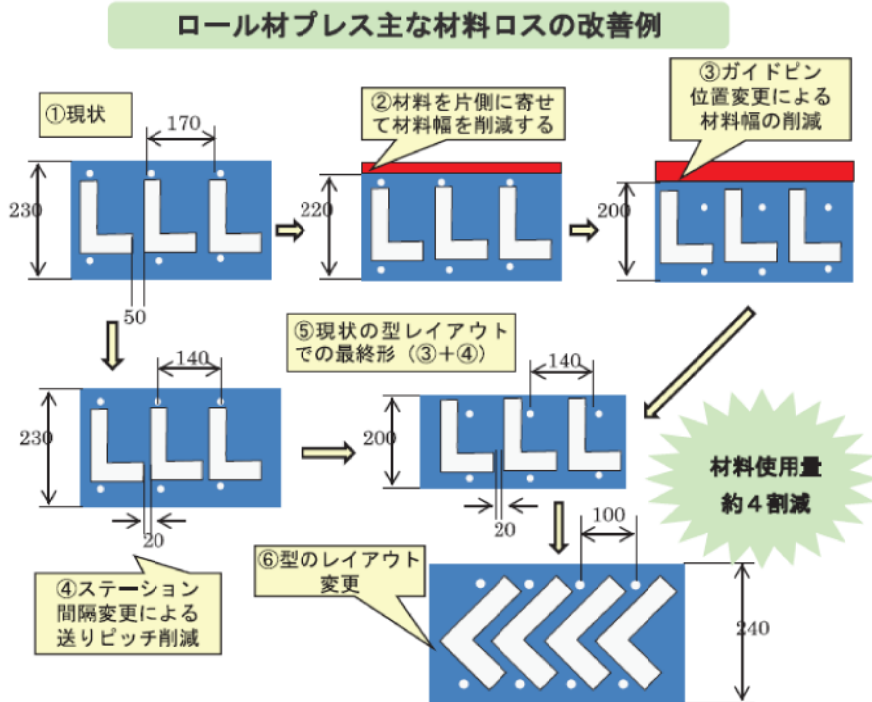 ロール材プレス主な材料ロスの改善例
①現状
170
230
50
②材料を片側に寄せ
て材料幅を削減する
220
③ガイドピン
位置変更による
材料幅の削減
200
140
230
20
④ステーション
間隔変更による
送りピッチ削減
⑤現状の型レイアウト
での最終形（③＋④）
140
200
20
材料使用量
約４割減
⑥型のレイアウト
変更
100
240